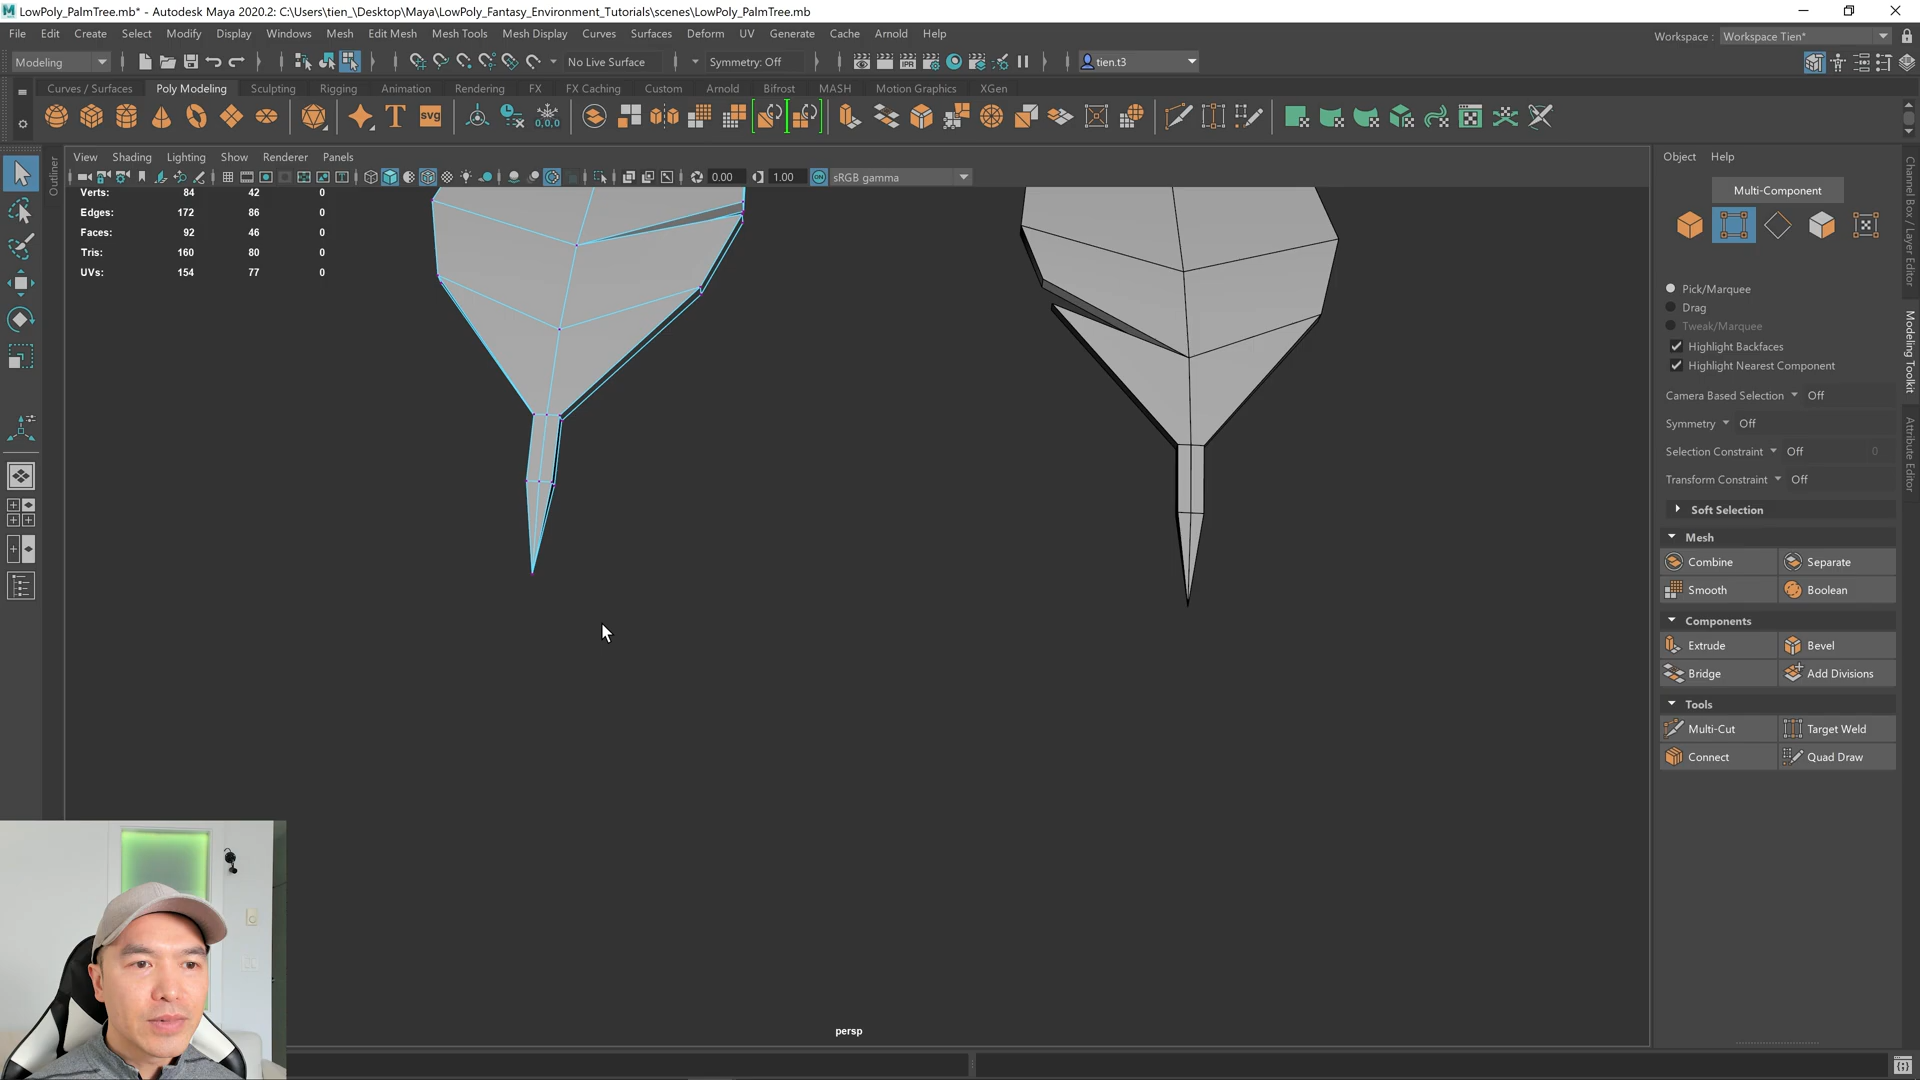 LowPoly_PalmTree.mb* - Autodesk Maya 2020.2: C:\Users\tien_\Desktop\Maya\LowPoly_Fantasy_Environment_Tutorials\scenes\LowPoly_PalmTree.mb
File Edit Create Select Modify Display Windows Mesh Edit Mesh Mesh Tools Mesh Display Curves Surfaces Deform UV Generate Cache Arnold Help
Workspace : Workspace Tien*
Modeling
No Live Surface
Symmetry: Off
tien.t3
Curves / Surfaces Poly Modeling Sculpting Rigging Animation Rendering FX FX Caching Custom Arnold Bifrost MASH Motion Graphics XGen
T
svg
0,0,0
IPR
Outliner
View Shading Lighting Show Renderer Panels
0.00
1.00
ON
sRGB gamma
Verts: 84 42 0
Edges: 172 86 0
Faces: 92 46 0
Tris: 160 80 0
UVs: 154 77 0
persp
Object Help
Multi-Component
Pick/Marquee
Drag
Tweak/Marquee
Highlight Backfaces
Highlight Nearest Component
Camera Based Selection Off
Symmetry Off
Selection Constraint Off 0
Transform Constraint Off
Soft Selection
Mesh
Combine Separate
Smooth Boolean
Components
Extrude Bevel
Bridge Add Divisions
Tools
Multi-Cut Target Weld
Connect Quad Draw
Channel Box / Layer Editor
Modeling Toolkit
Attribute Editor